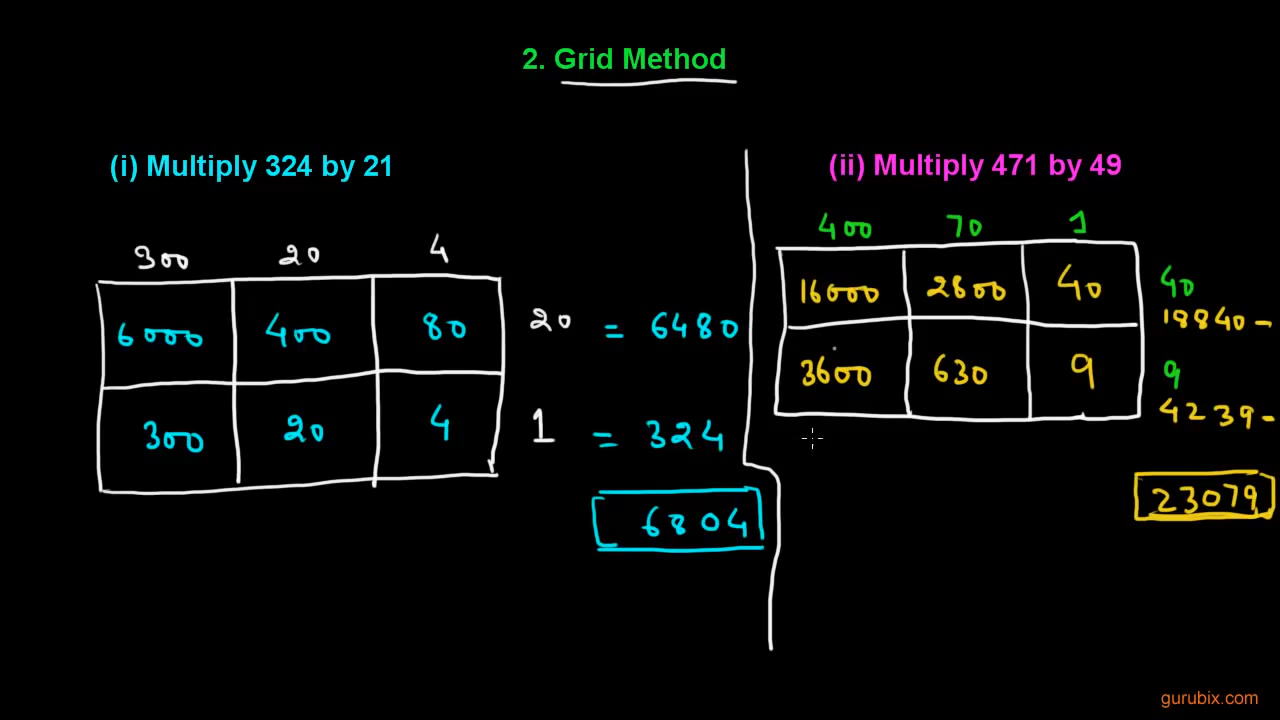 2. Grid Method
(i) Multiply 324 by 21
300 20 4
6000 400 80 20 = 6480
300 20 4 1 = 324
6804
(ii) Multiply 471 by 49
400 70 1
16000 2800 40 40
18840 -
3600 630 9 9
4239 -
23079
gurubix.com